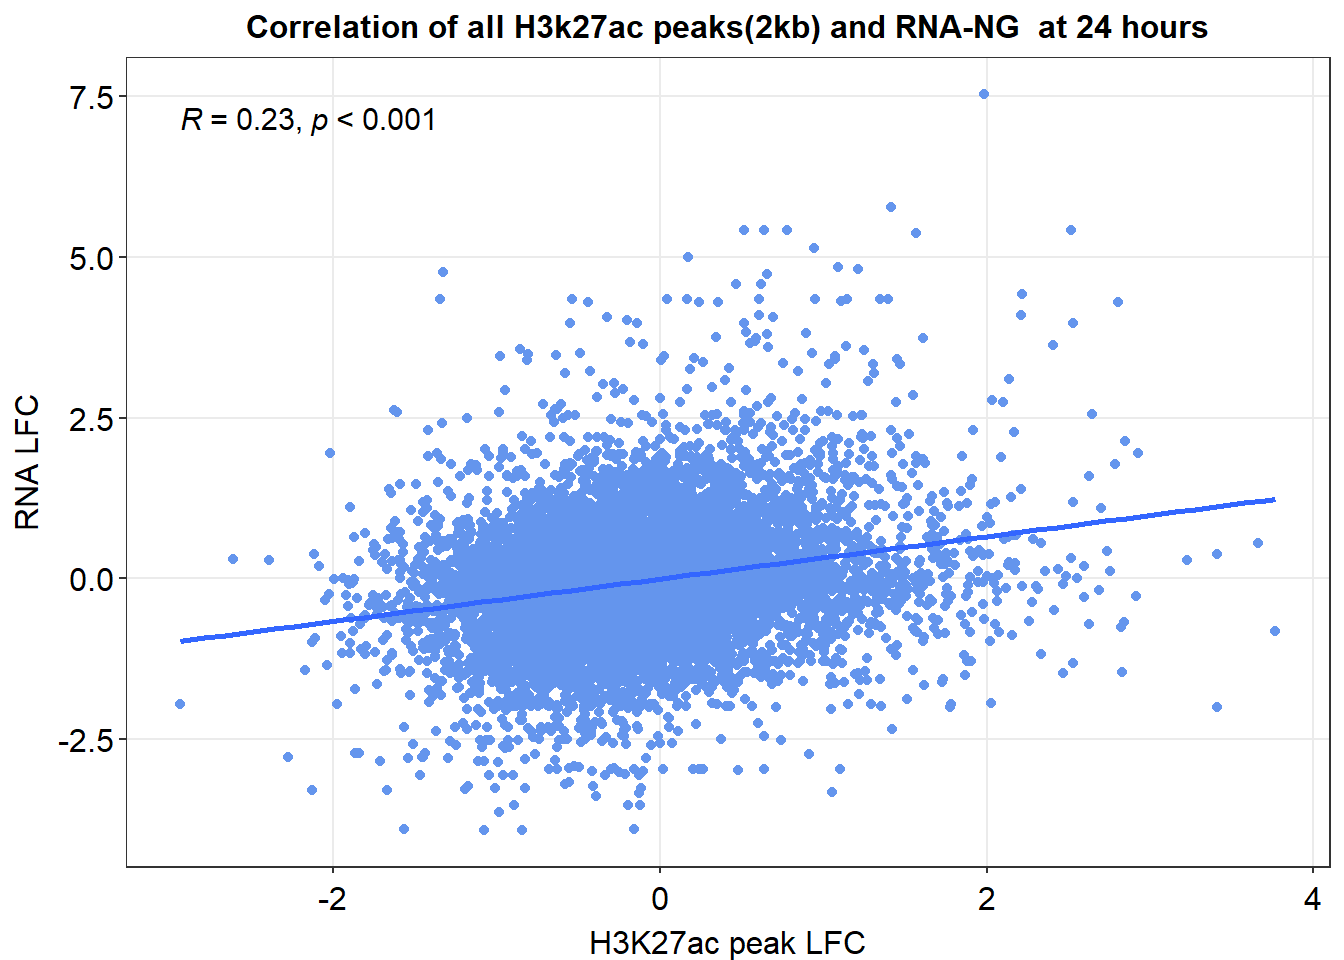 Correlation of all H3k27ac peaks(2kb) and RNA-NG  at 24 hours
R = 0.23, p < 0.001
7.5
5.0
2.5
0.0
-2.5
RNA LFC
-2
0
2
4
H3K27ac peak LFC